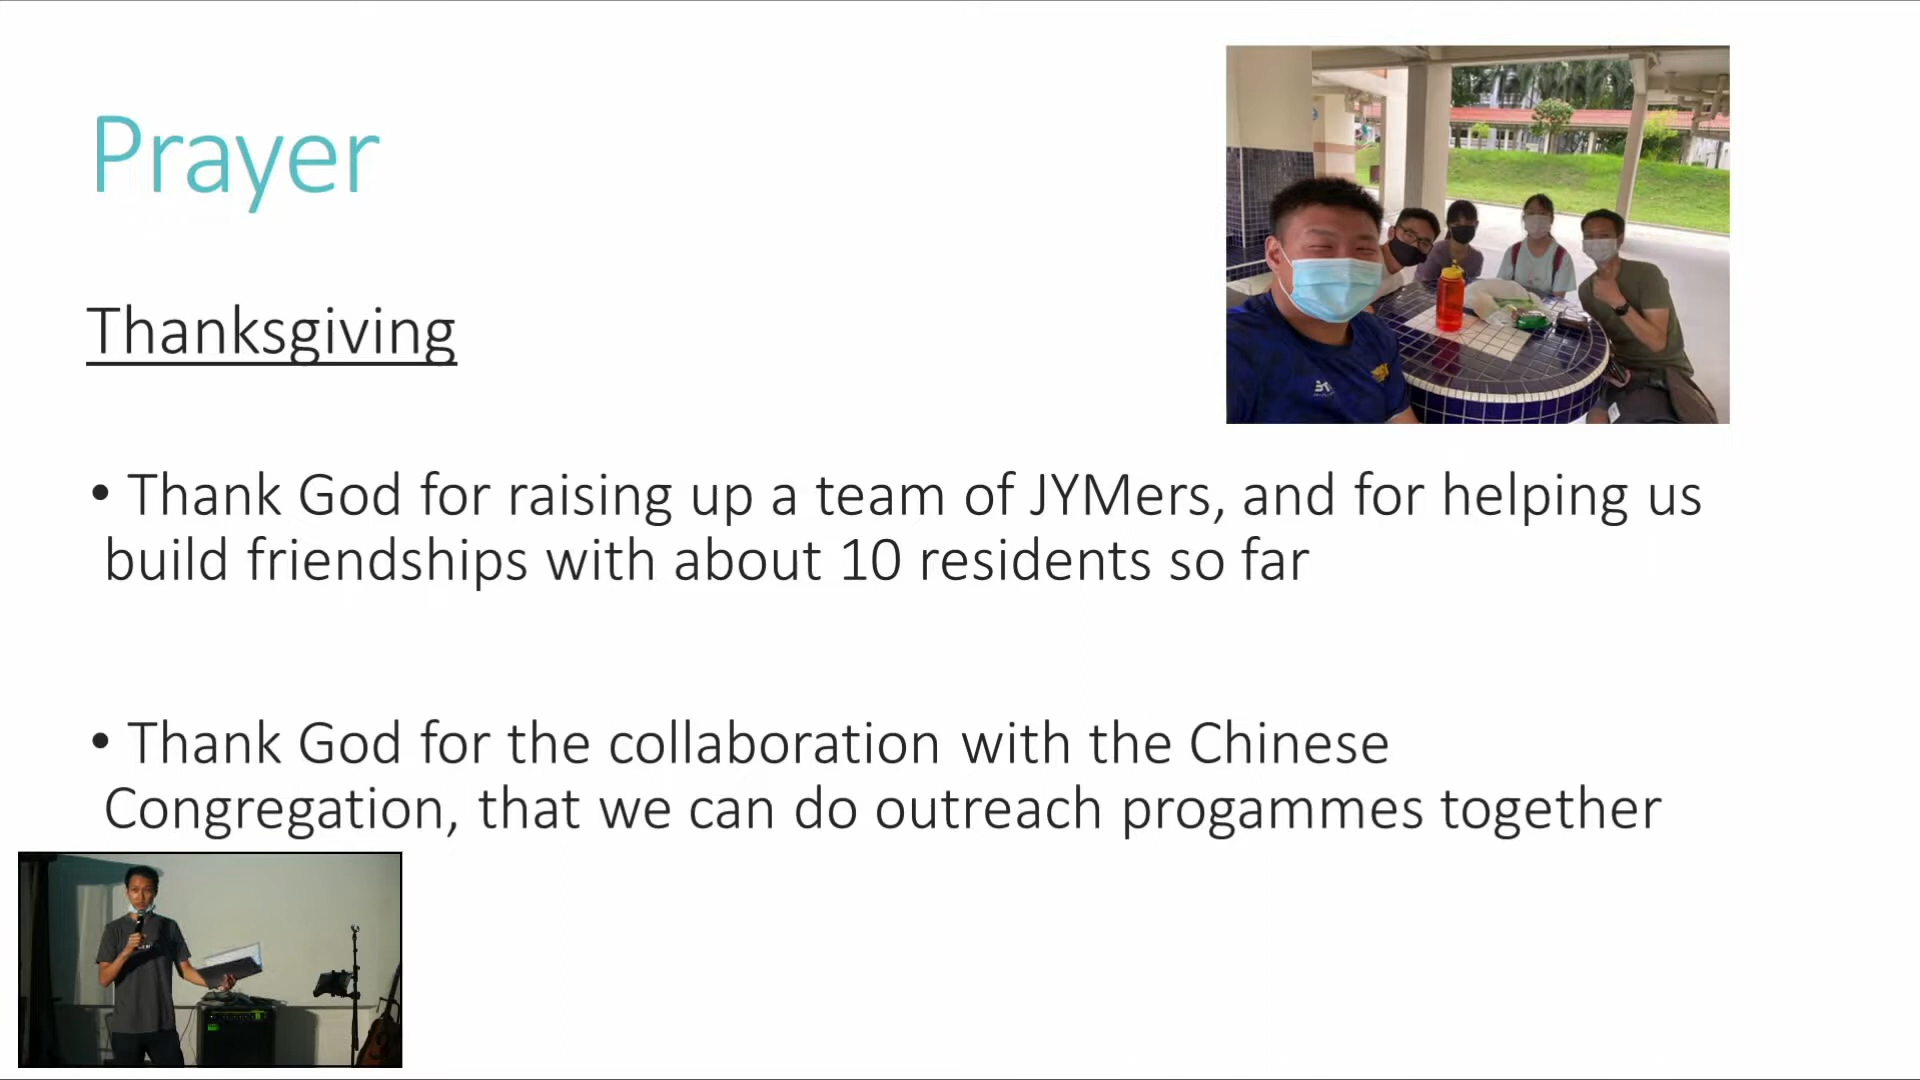 Prayer
Thanksgiving
• Thank God for raising up a team of JYMers, and for helping us
build friendships with about 10 residents so far
• Thank God for the collaboration with the Chinese
Congregation, that we can do outreach progammes together